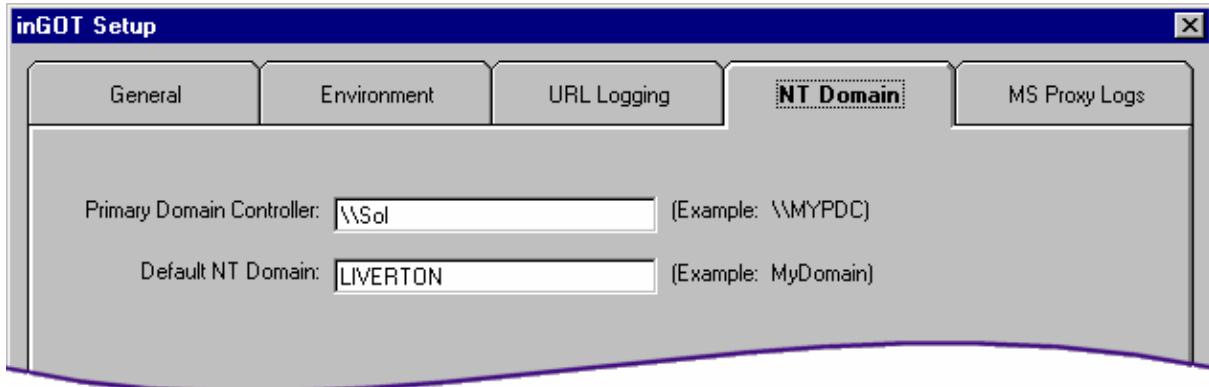 inGOT Setup
General Environment URL Logging NT Domain MS Proxy Logs
Primary Domain Controller: \\Sol (Example: \\MYPDC)
Default NT Domain: LIVERTON (Example: MyDomain)